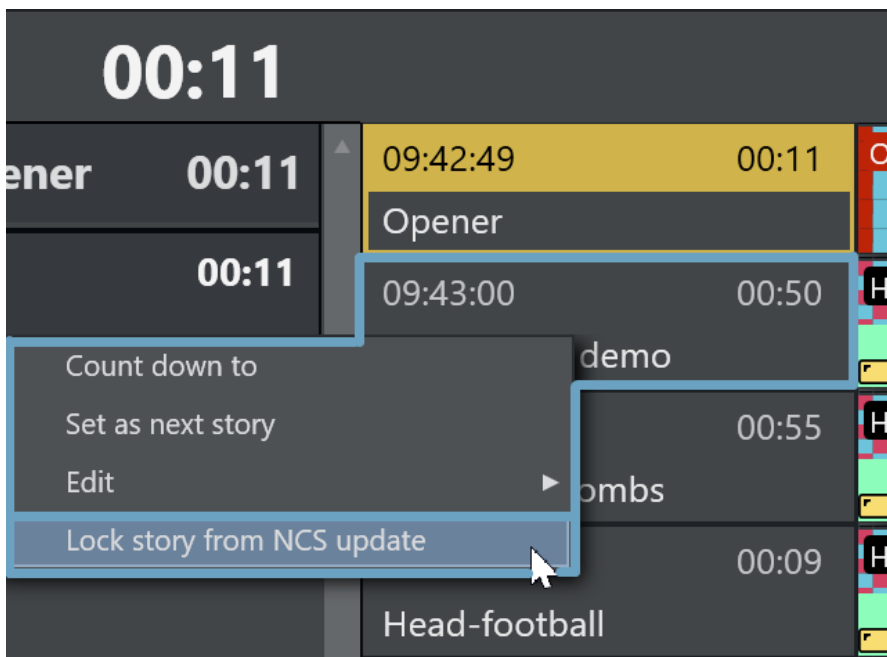 00:11
ener 00:11
00:11
09:42:49 00:11
Opener
09:43:00 00:50
demo
00:55
ombs
00:09
Head-football
Count down to
Set as next story
Edit
Lock story from NCS update
O
H
H
H